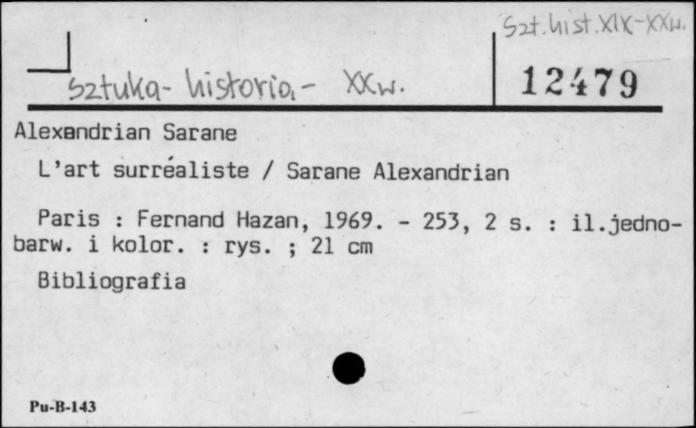 Szt. hist. XIX-XXw.
Sztuka - historia - XXw.
12479
Alexandrian Sarane
L'art surréaliste / Sarane Alexandrian
Paris : Fernand Hazan, 1969. - 253, 2 s. : il.jedno-
barw. i kolor. : rys. ; 21 cm
Bibliografia
Pu-B-143